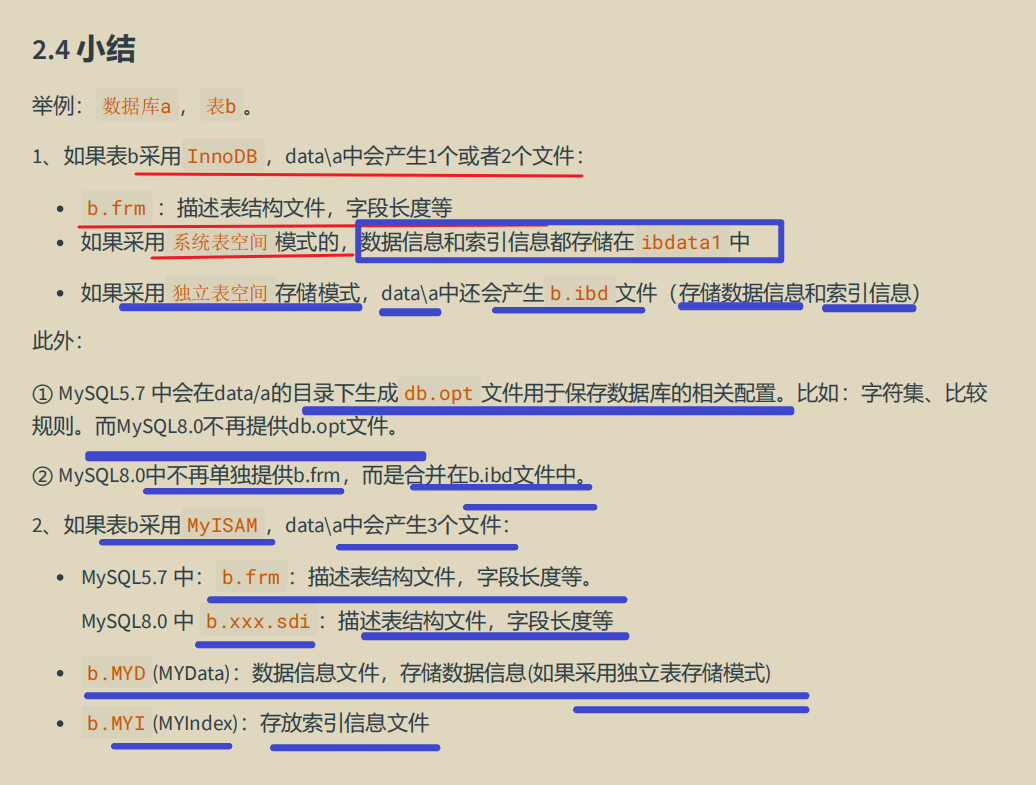 2.4 小结
举例： 数据库a ， 表b 。
1、如果表b采用 InnoDB ，data\a中会产生1个或者2个文件：
• b.frm ：描述表结构文件，字段长度等
• 如果采用 系统表空间 模式的，数据信息和索引信息都存储在 ibdata1 中
• 如果采用 独立表空间 存储模式，data\a中还会产生 b.ibd 文件（存储数据信息和索引信息）
此外：
① MySQL5.7 中会在data/a的目录下生成 db.opt 文件用于保存数据库的相关配置。比如：字符集、比较
规则。而MySQL8.0不再提供db.opt文件。
② MySQL8.0中不再单独提供b.frm，而是合并在b.ibd文件中。
2、如果表b采用 MyISAM ，data\a中会产生3个文件：
• MySQL5.7 中： b.frm ：描述表结构文件，字段长度等。
MySQL8.0 中 b.xxx.sdi ：描述表结构文件，字段长度等
• b.MYD (MYData)：数据信息文件，存储数据信息(如果采用独立表存储模式)
• b.MYI (MYIndex)：存放索引信息文件